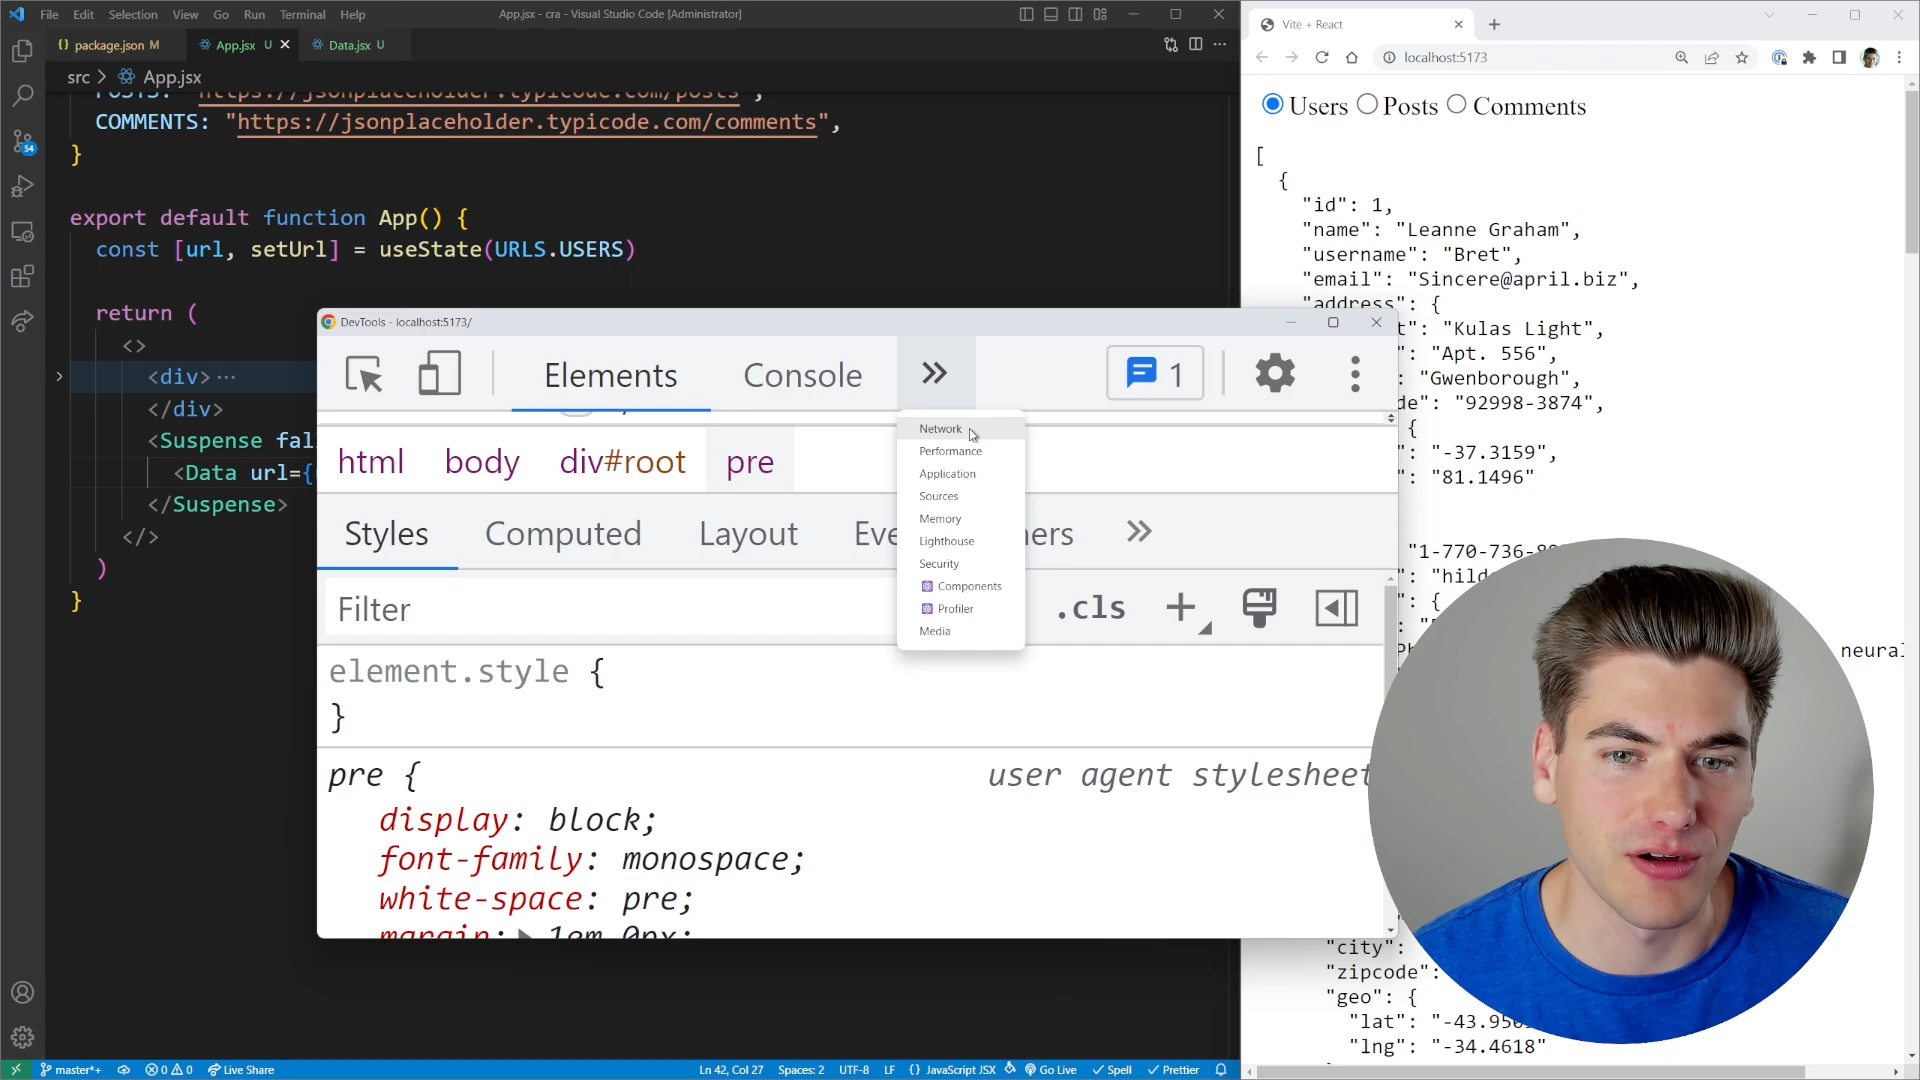 File Edit Selection View Go Run Terminal Help
App.jsx - cra - Visual Studio Code [Administrator]
package.json M
App.jsx U
Data.jsx U
src > App.jsx
POSTS: "https://jsonplaceholder.typicode.com/posts",
COMMENTS: "https://jsonplaceholder.typicode.com/comments",
}
export default function App() {
const [url, setUrl] = useState(URLS.USERS)
return (
<>
<div>···
</div>
<Suspense fal
<Data url={
</Suspense>
</>
)
}
54
DevTools - localhost:5173/
Elements Console » 1
html body div#root pre
Styles Computed Layout Eve ners »
Filter
.cls +
element.style {
}
pre {
user agent stylesheet
display: block;
font-family: monospace;
white-space: pre;
margin: ▶ 1em 0px;
Network
Performance
Application
Sources
Memory
Lighthouse
Security
Components
Profiler
Media
Vite + React
localhost:5173
Users Posts Comments
[
{
"id": 1,
"name": "Leanne Graham",
"username": "Bret",
"email": "Sincere@april.biz",
"address": {
t": "Kulas Light",
": "Apt. 556",
"Gwenborough",
de": "92998-3874",
{
"-37.3159",
"81.1496"
"1-770-736-8
": "hild
": {
neural
"city":
"zipcode":
"geo": {
"lat": "-43.95
"lng": "-34.4618"
master*+ 0 0 Live Share
Ln 42, Col 27 Spaces: 2 UTF-8 LF {} JavaScript JSX Go Live Spell Prettier